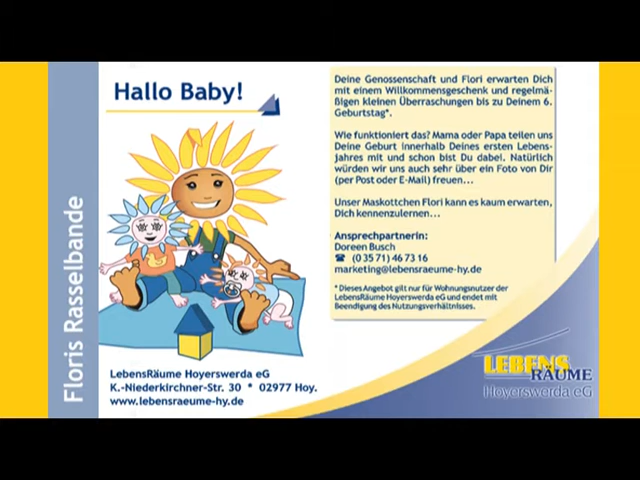 Floris Rasselbande
Hallo Baby!
Deine Genossenschaft und Flori erwarten Dich
mit einem Willkommensgeschenk und regelmä-
ßigen kleinen Überraschungen bis zu Deinem 6.
Geburtstag*.
Wie funktioniert das? Mama oder Papa teilen uns
Deine Geburt innerhalb Deines ersten Lebens-
jahres mit und schon bist Du dabei. Natürlich
würden wir uns auch sehr über ein Foto von Dir
(per Post oder E-Mail) freuen...
Unser Maskottchen Flori kann es kaum erwarten,
Dich kennenzulernen...
Ansprechpartnerin:
Doreen Busch
☎ (0 35 71) 46 73 16
marketing@lebensraeume-hy.de
* Dieses Angebot gilt nur für Wohnungsnutzer der
LebensRäume Hoyerswerda eG und endet mit
Beendigung des Nutzungsverhältnisses.
LebensRäume Hoyerswerda eG
K.-Niederkirchner-Str. 30 * 02977 Hoy.
www.lebensraeume-hy.de
LEBENS
RÄUME
Hoyerswerda eG